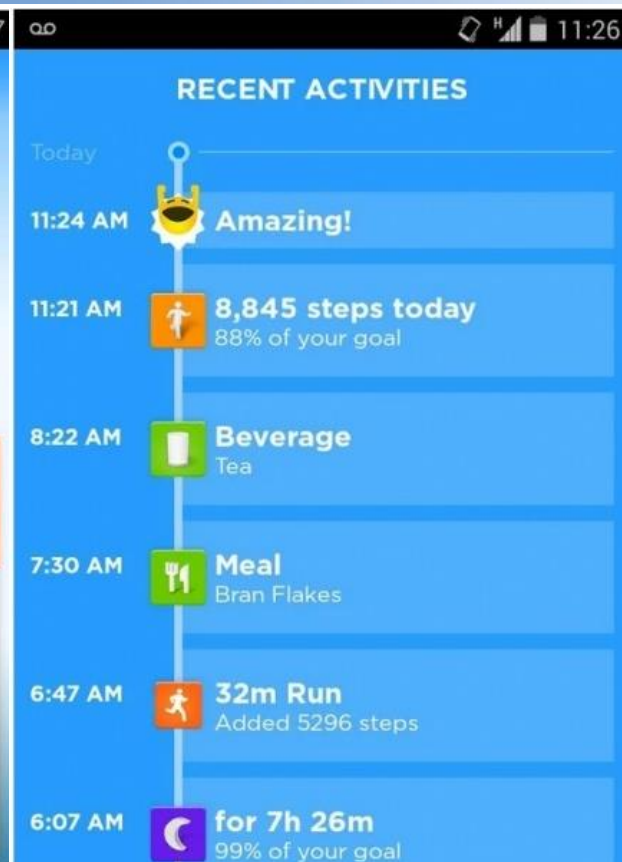 H 11:26
RECENT ACTIVITIES
Today
11:24 AM Amazing!
11:21 AM 8,845 steps today
88% of your goal
8:22 AM Beverage
Tea
7:30 AM Meal
Bran Flakes
6:47 AM 32m Run
Added 5296 steps
6:07 AM for 7h 26m
99% of your goal